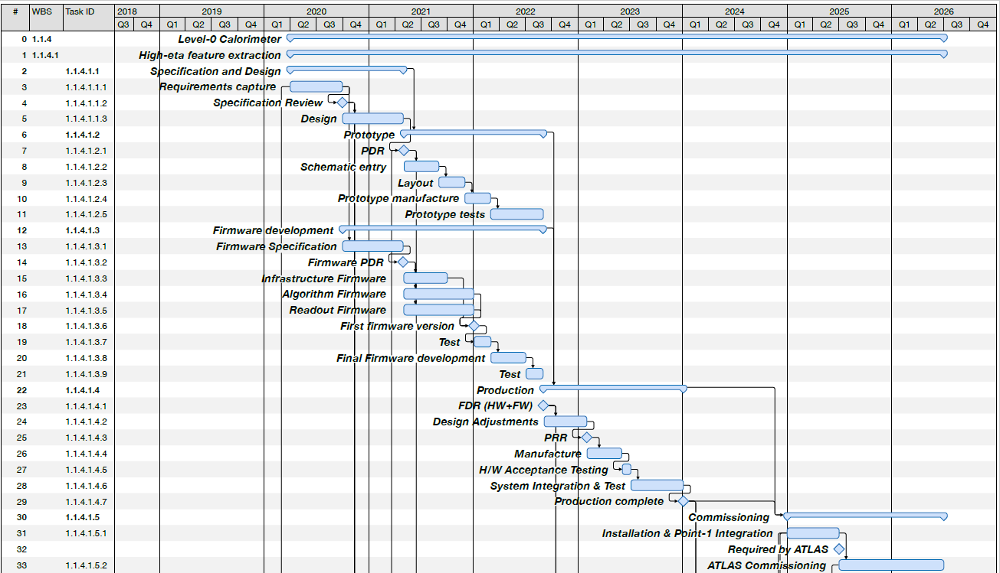 # WBS Task ID 2018 2019 2020 2021 2022 2023 2024 2025 2026
Q3 Q4 Q1 Q2 Q3 Q4 Q1 Q2 Q3 Q4 Q1 Q2 Q3 Q4 Q1 Q2 Q3 Q4 Q1 Q2 Q3 Q4 Q1 Q2 Q3 Q4 Q1 Q2 Q3 Q4 Q1 Q2 Q3 Q4
0 1.1.4 Level-0 Calorimeter
1 1.1.4.1 High-eta feature extraction
2 1.1.4.1.1 Specification and Design
3 1.1.4.1.1.1 Requirements capture
4 1.1.4.1.1.2 Specification Review
5 1.1.4.1.1.3 Design
6 1.1.4.1.2 Prototype
7 1.1.4.1.2.1 PDR
8 1.1.4.1.2.2 Schematic entry
9 1.1.4.1.2.3 Layout
10 1.1.4.1.2.4 Prototype manufacture
11 1.1.4.1.2.5 Prototype tests
12 1.1.4.1.3 Firmware development
13 1.1.4.1.3.1 Firmware Specification
14 1.1.4.1.3.2 Firmware PDR
15 1.1.4.1.3.3 Infrastructure Firmware
16 1.1.4.1.3.4 Algorithm Firmware
17 1.1.4.1.3.5 Readout Firmware
18 1.1.4.1.3.6 First firmware version
19 1.1.4.1.3.7 Test
20 1.1.4.1.3.8 Final Firmware development
21 1.1.4.1.3.9 Test
22 1.1.4.1.4 Production
23 1.1.4.1.4.1 FDR (HW+FW)
24 1.1.4.1.4.2 Design Adjustments
25 1.1.4.1.4.3 PRR
26 1.1.4.1.4.4 Manufacture
27 1.1.4.1.4.5 H/W Acceptance Testing
28 1.1.4.1.4.6 System Integration & Test
29 1.1.4.1.4.7 Production complete
30 1.1.4.1.5 Commissioning
31 1.1.4.1.5.1 Installation & Point-1 Integration
32 Required by ATLAS
33 1.1.4.1.5.2 ATLAS Commissioning